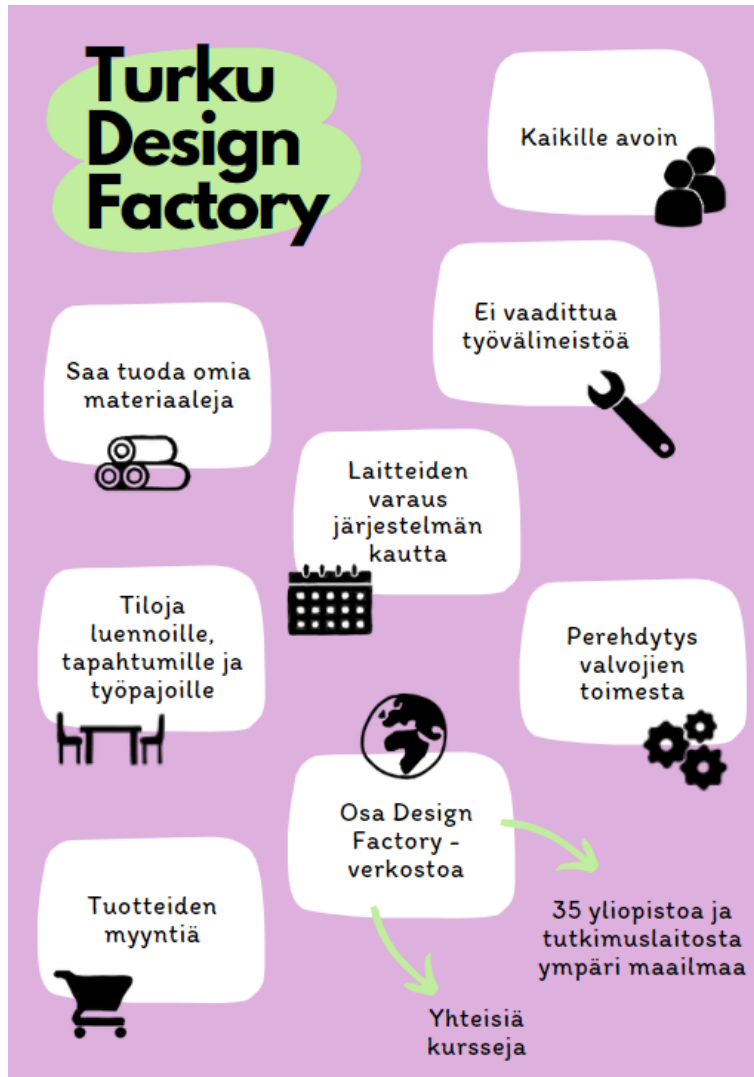 Turku
Design
Factory
Kaikille avoin
Ei vaadittua
työvälineistöä
Saa tuoda omia
materiaaleja
Laitteiden
varaus
järjestelmän
kautta
Tiloja
luennoille,
tapahtumille ja
työpajoille
Perehdytys
valvojien
toimesta
Osa Design
Factory -
verkostoa
Tuotteiden
myyntiä
35 yliopistoa ja
tutkimuslaitosta
ympäri maailmaa
Yhteisiä
kursseja